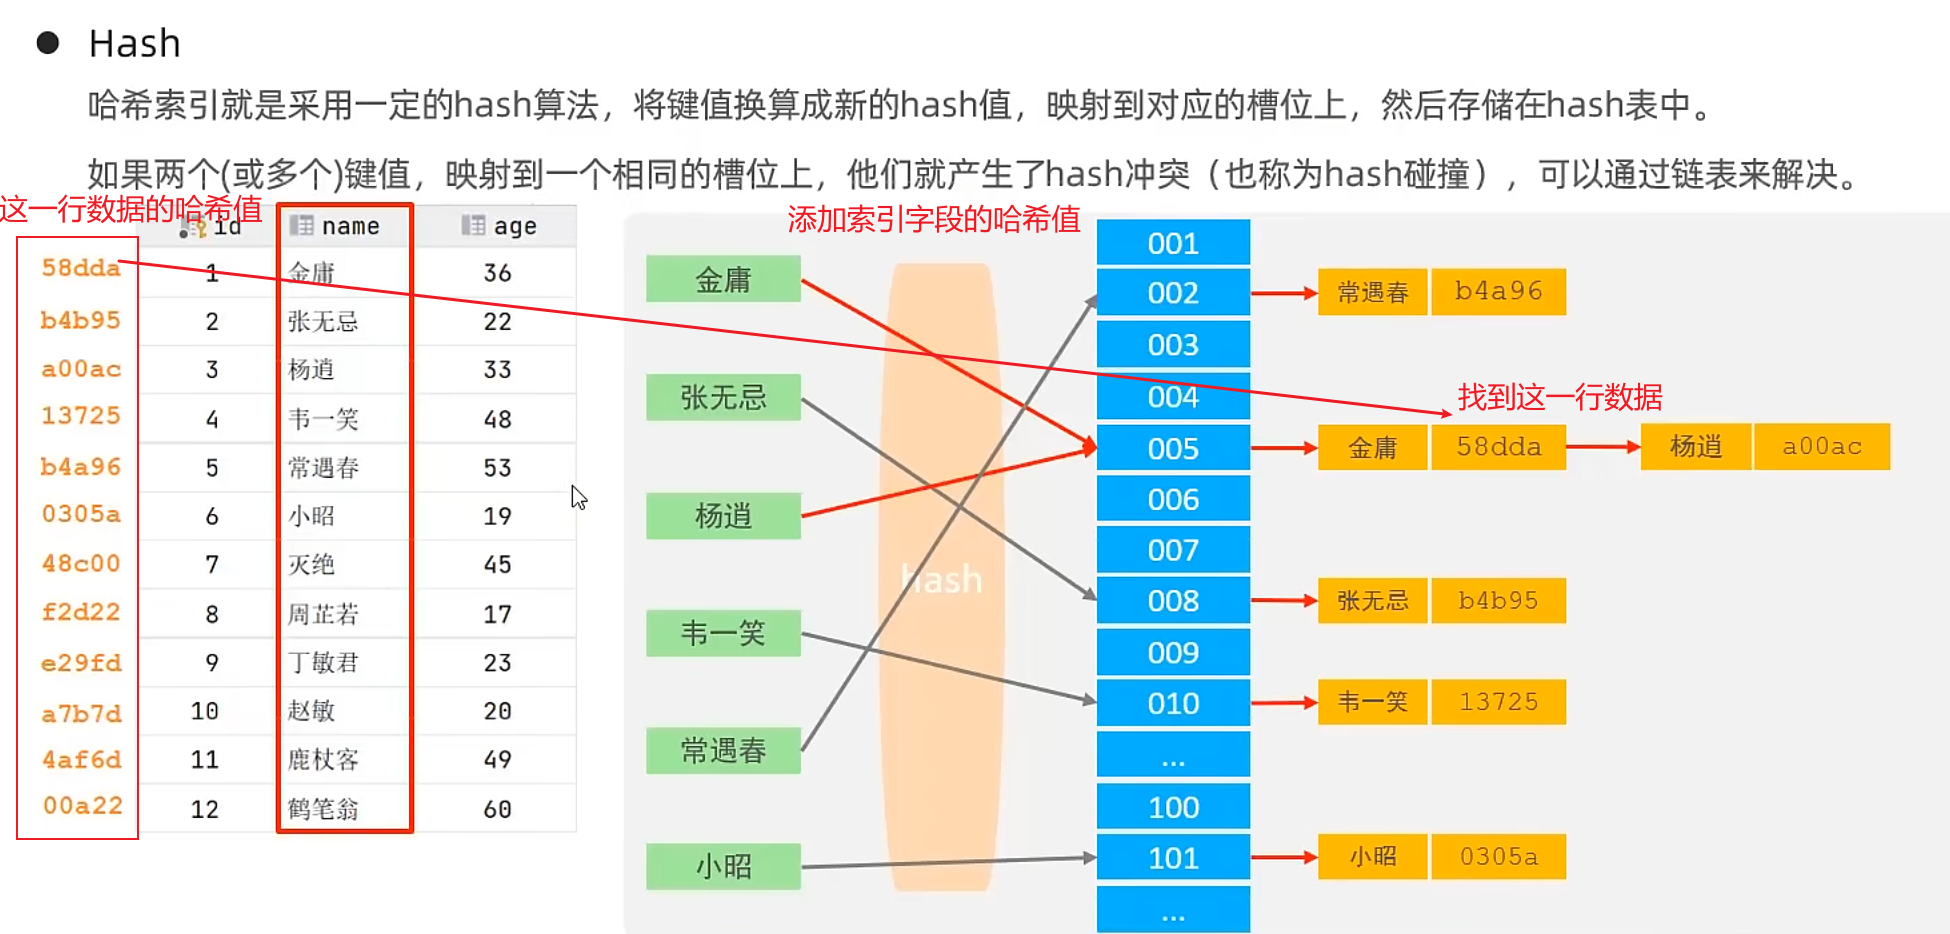 ● Hash
哈希索引就是采用一定的hash算法，将键值换算成新的hash值，映射到对应的槽位上，然后存储在hash表中。
如果两个(或多个)键值，映射到一个相同的槽位上，他们就产生了hash冲突（也称为hash碰撞），可以通过链表来解决。
这一行数据的哈希值
id name age
58dda 1 金庸 36
b4b95 2 张无忌 22
a00ac 3 杨逍 33
13725 4 韦一笑 48
b4a96 5 常遇春 53
0305a 6 小昭 19
48c00 7 灭绝 45
f2d22 8 周芷若 17
e29fd 9 丁敏君 23
a7b7d 10 赵敏 20
4af6d 11 鹿杖客 49
00a22 12 鹤笔翁 60
添加索引字段的哈希值
金庸
张无忌
杨逍
韦一笑
常遇春
小昭
hash
001
002 常遇春 b4a96
003
004
找到这一行数据
005 金庸 58dda 杨逍 a00ac
006
007
008 张无忌 b4b95
009
010 韦一笑 13725
...
100
101 小昭 0305a
...